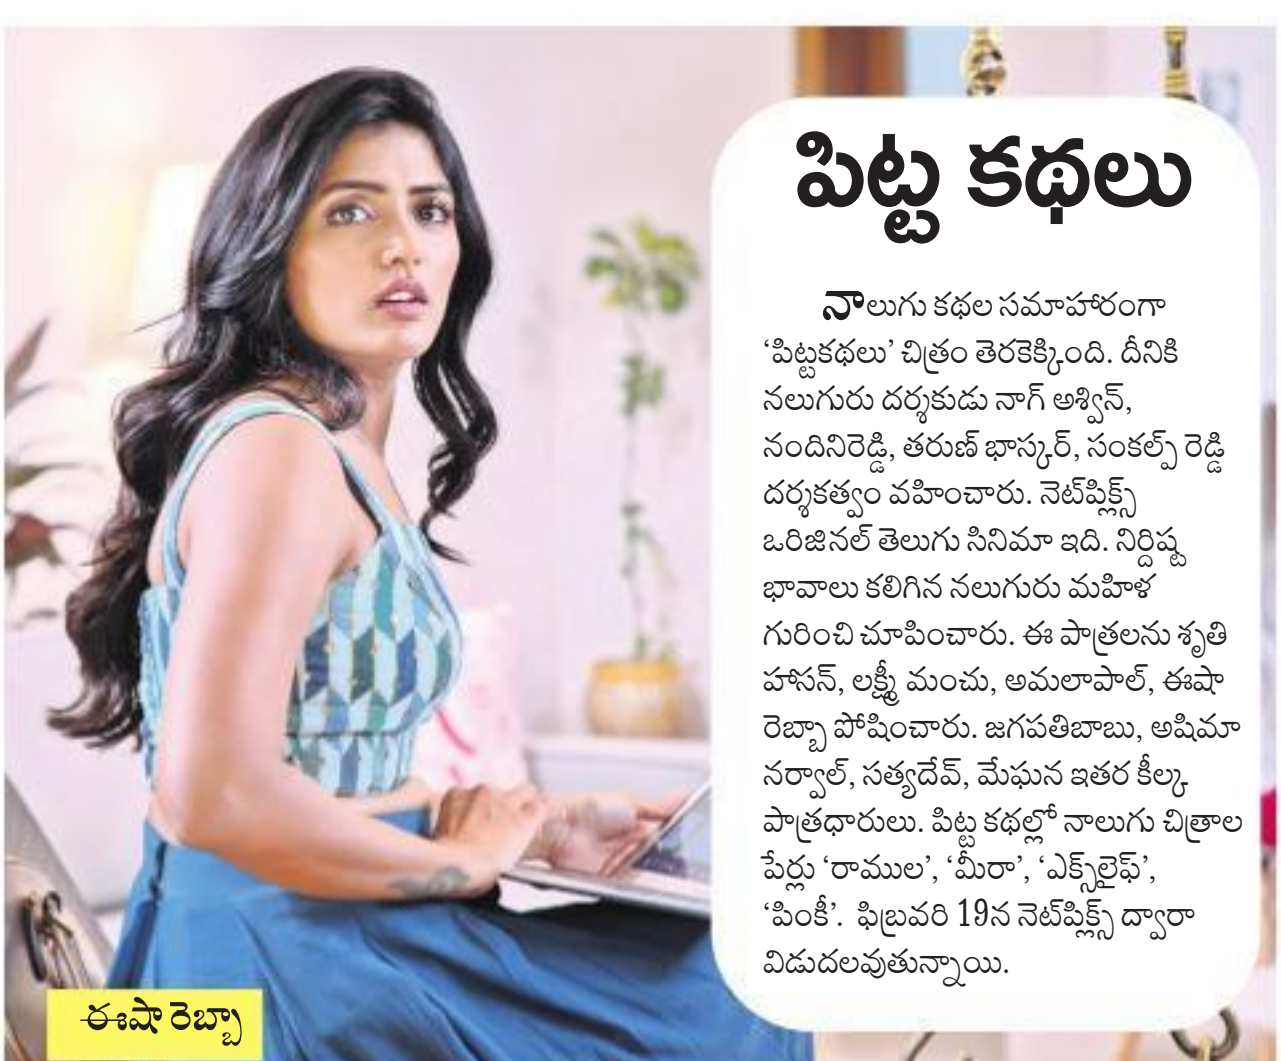 పిట్ట కథలు
నాలుగు కథల సమాహారంగా
‘పిట్టకథలు’ చిత్రం తెరకెక్కింది. దీనికి
నలుగురు దర్శకుడు నాగ్ అశ్విన్,
నందినిరెడ్డి, తరుణ్ భాస్కర్, సంకల్ప్ రెడ్డి
దర్శకత్వం వహించారు. నెట్‌ప్లిక్స్
ఒరిజినల్ తెలుగు సినిమా ఇది. నిర్దిష్ట
భావాలు కలిగిన నలుగురు మహిళ
గురించి చూపించారు. ఈ పాత్రలను శృతి
హాసన్, లక్ష్మీ మంచు, అమలాపాల్, ఈషా
రెబ్బా పోషించారు. జగపతిబాబు, అషిమా
నర్వాల్, సత్యదేవ్, మేఘన ఇతర కీల్క
పాత్రధారులు. పిట్ట కథల్లో నాలుగు చిత్రాల
పేర్లు ‘రాముల’, ‘మీరా’, ‘ఎక్స్‌లైఫ్’,
‘పింకీ’. ఫిబ్రవరి 19న నెట్‌ప్లిక్స్ ద్వారా
విడుదలవుతున్నాయి.
ఈషా రెబ్బా